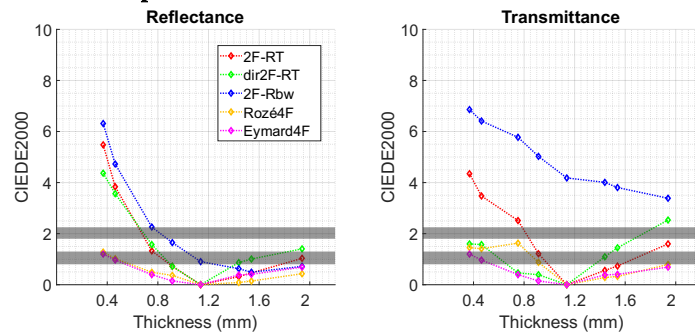 Reflectance
10
8
6
4
2
0
CIEDE2000
0.4
0.8
1.2
1.6
2
Thickness (mm)
2F-RT
dir2F-RT
2F-Rbw
Rozé4F
Eymard4F
Transmittance
10
8
6
4
2
0
CIEDE2000
0.4
0.8
1.2
1.6
2
Thickness (mm)